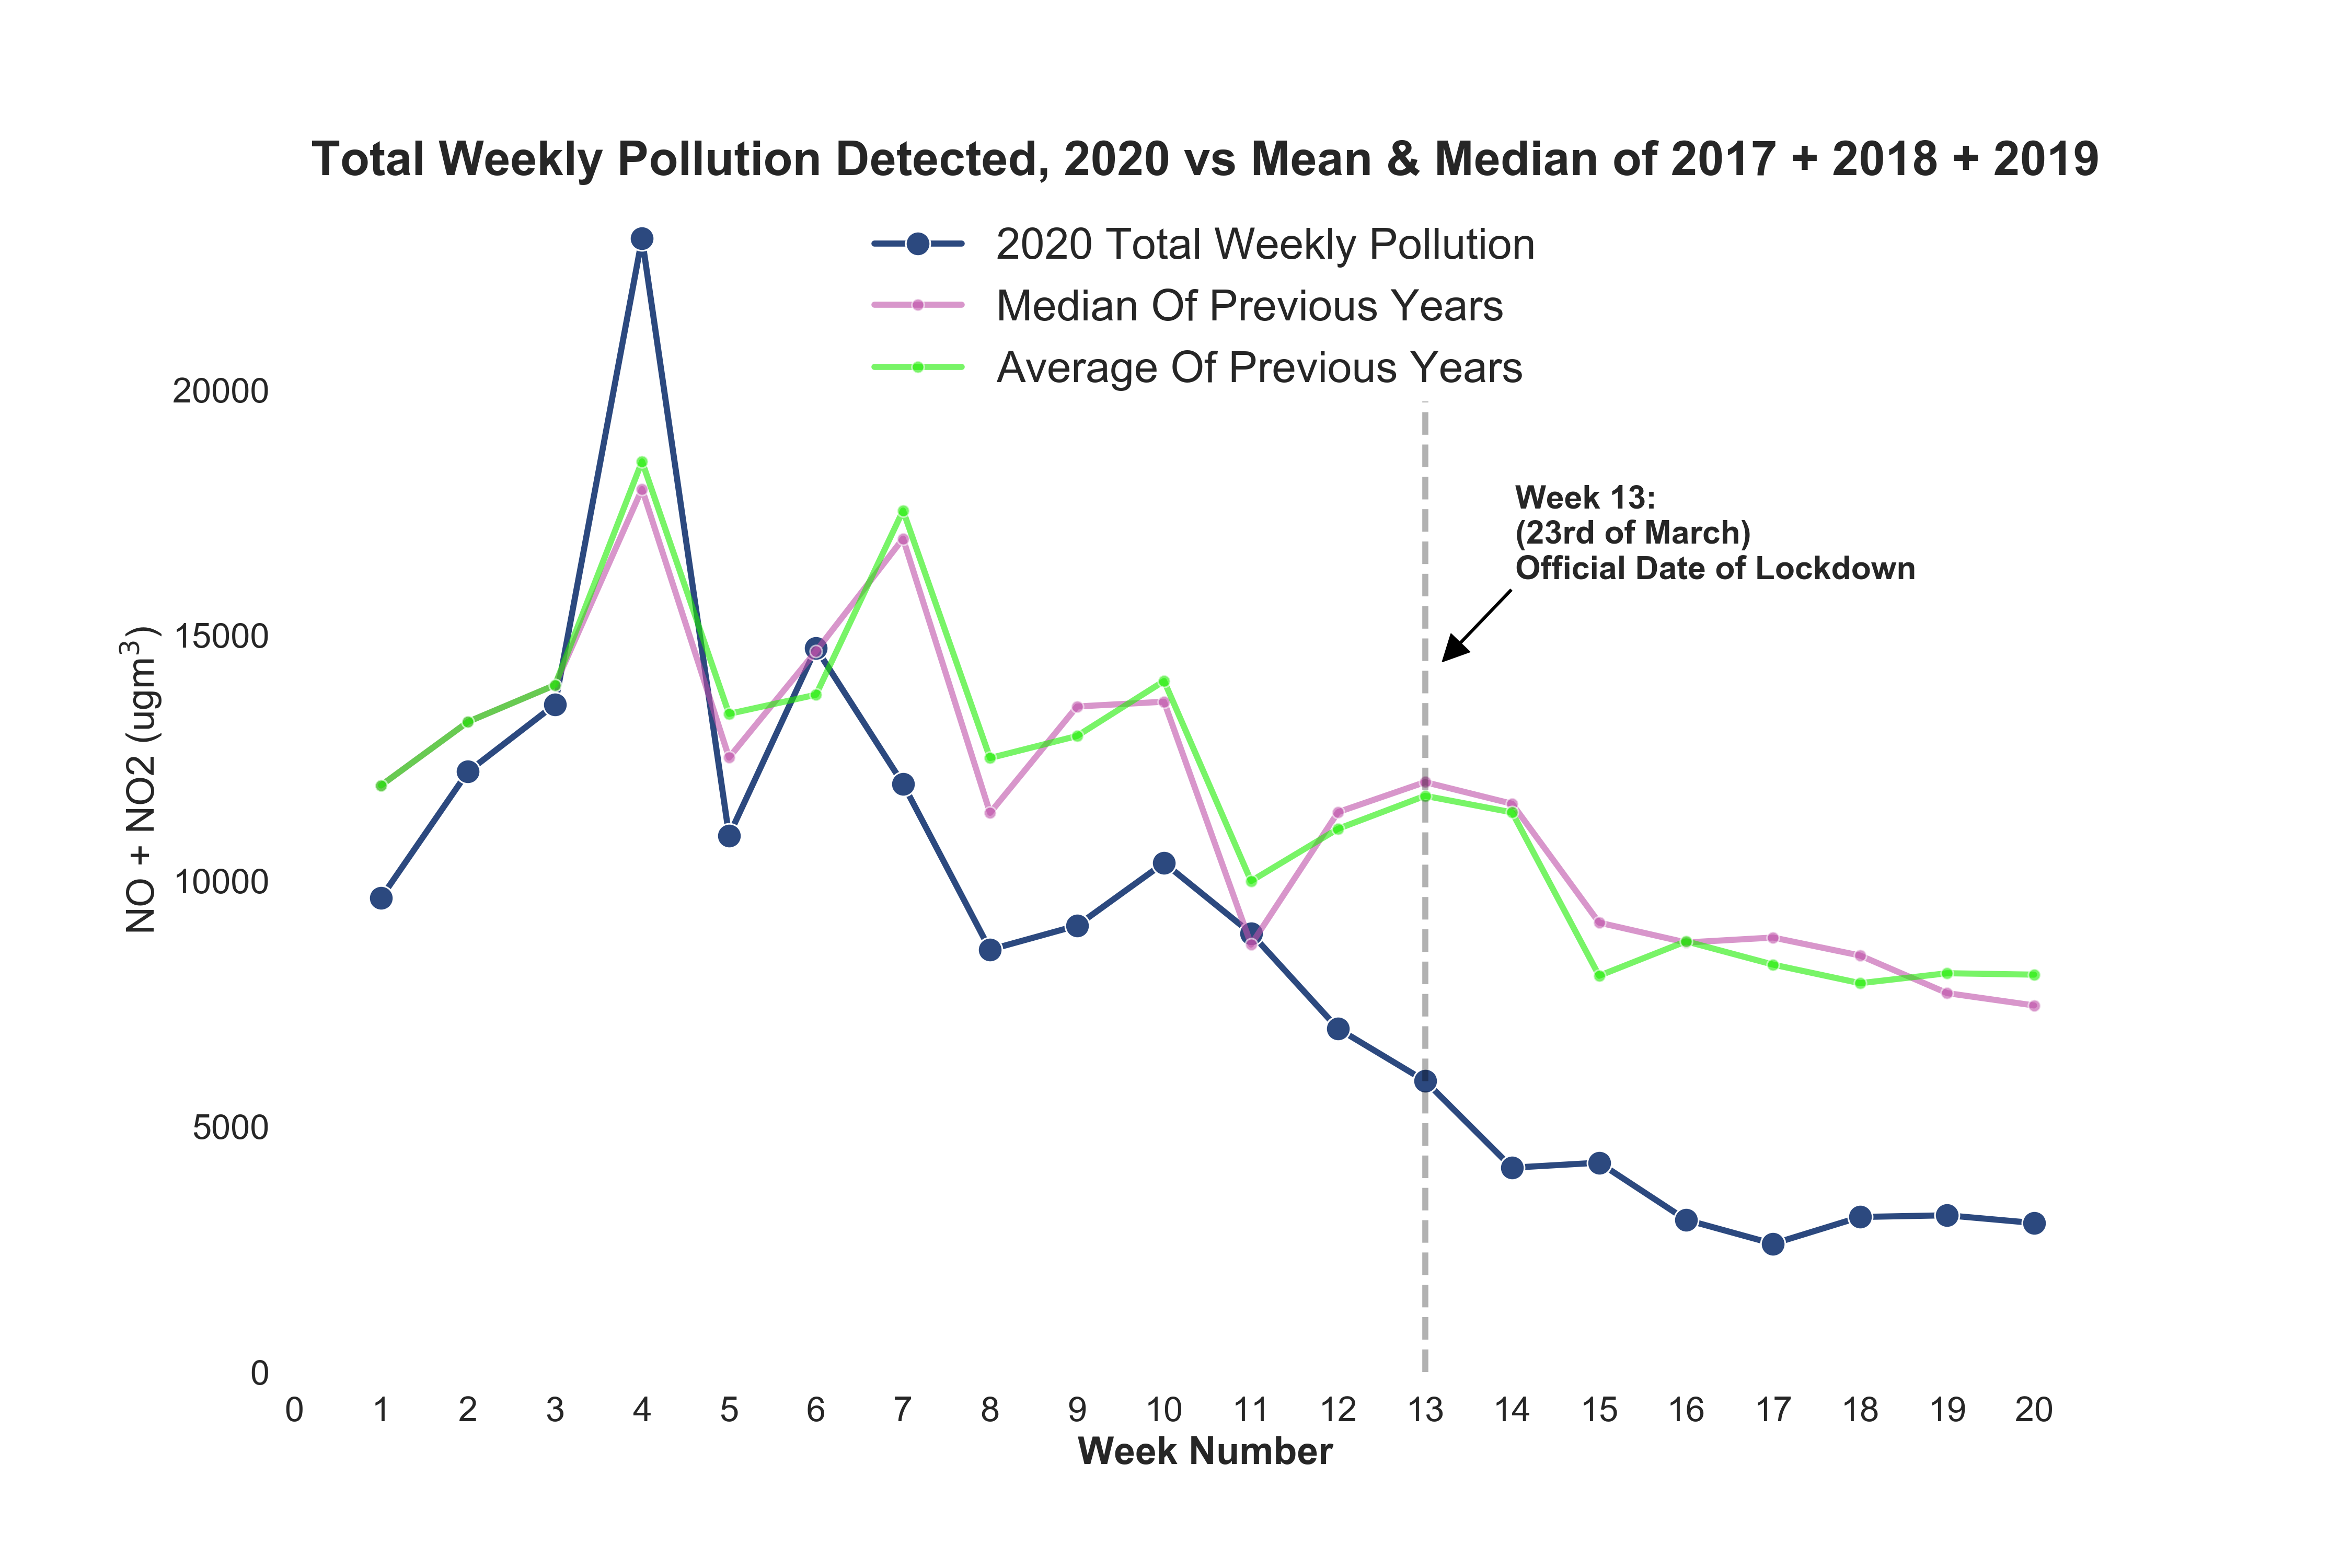 Total Weekly Pollution Detected, 2020 vs Mean & Median of 2017 + 2018 + 2019
2020 Total Weekly Pollution
Median Of Previous Years
Average Of Previous Years
20000
15000
10000
5000
0
NO + NO2 (ugm³)
Week 13:
(23rd of March)
Official Date of Lockdown
0 1 2 3 4 5 6 7 8 9 10 11 12 13 14 15 16 17 18 19 20
Week Number